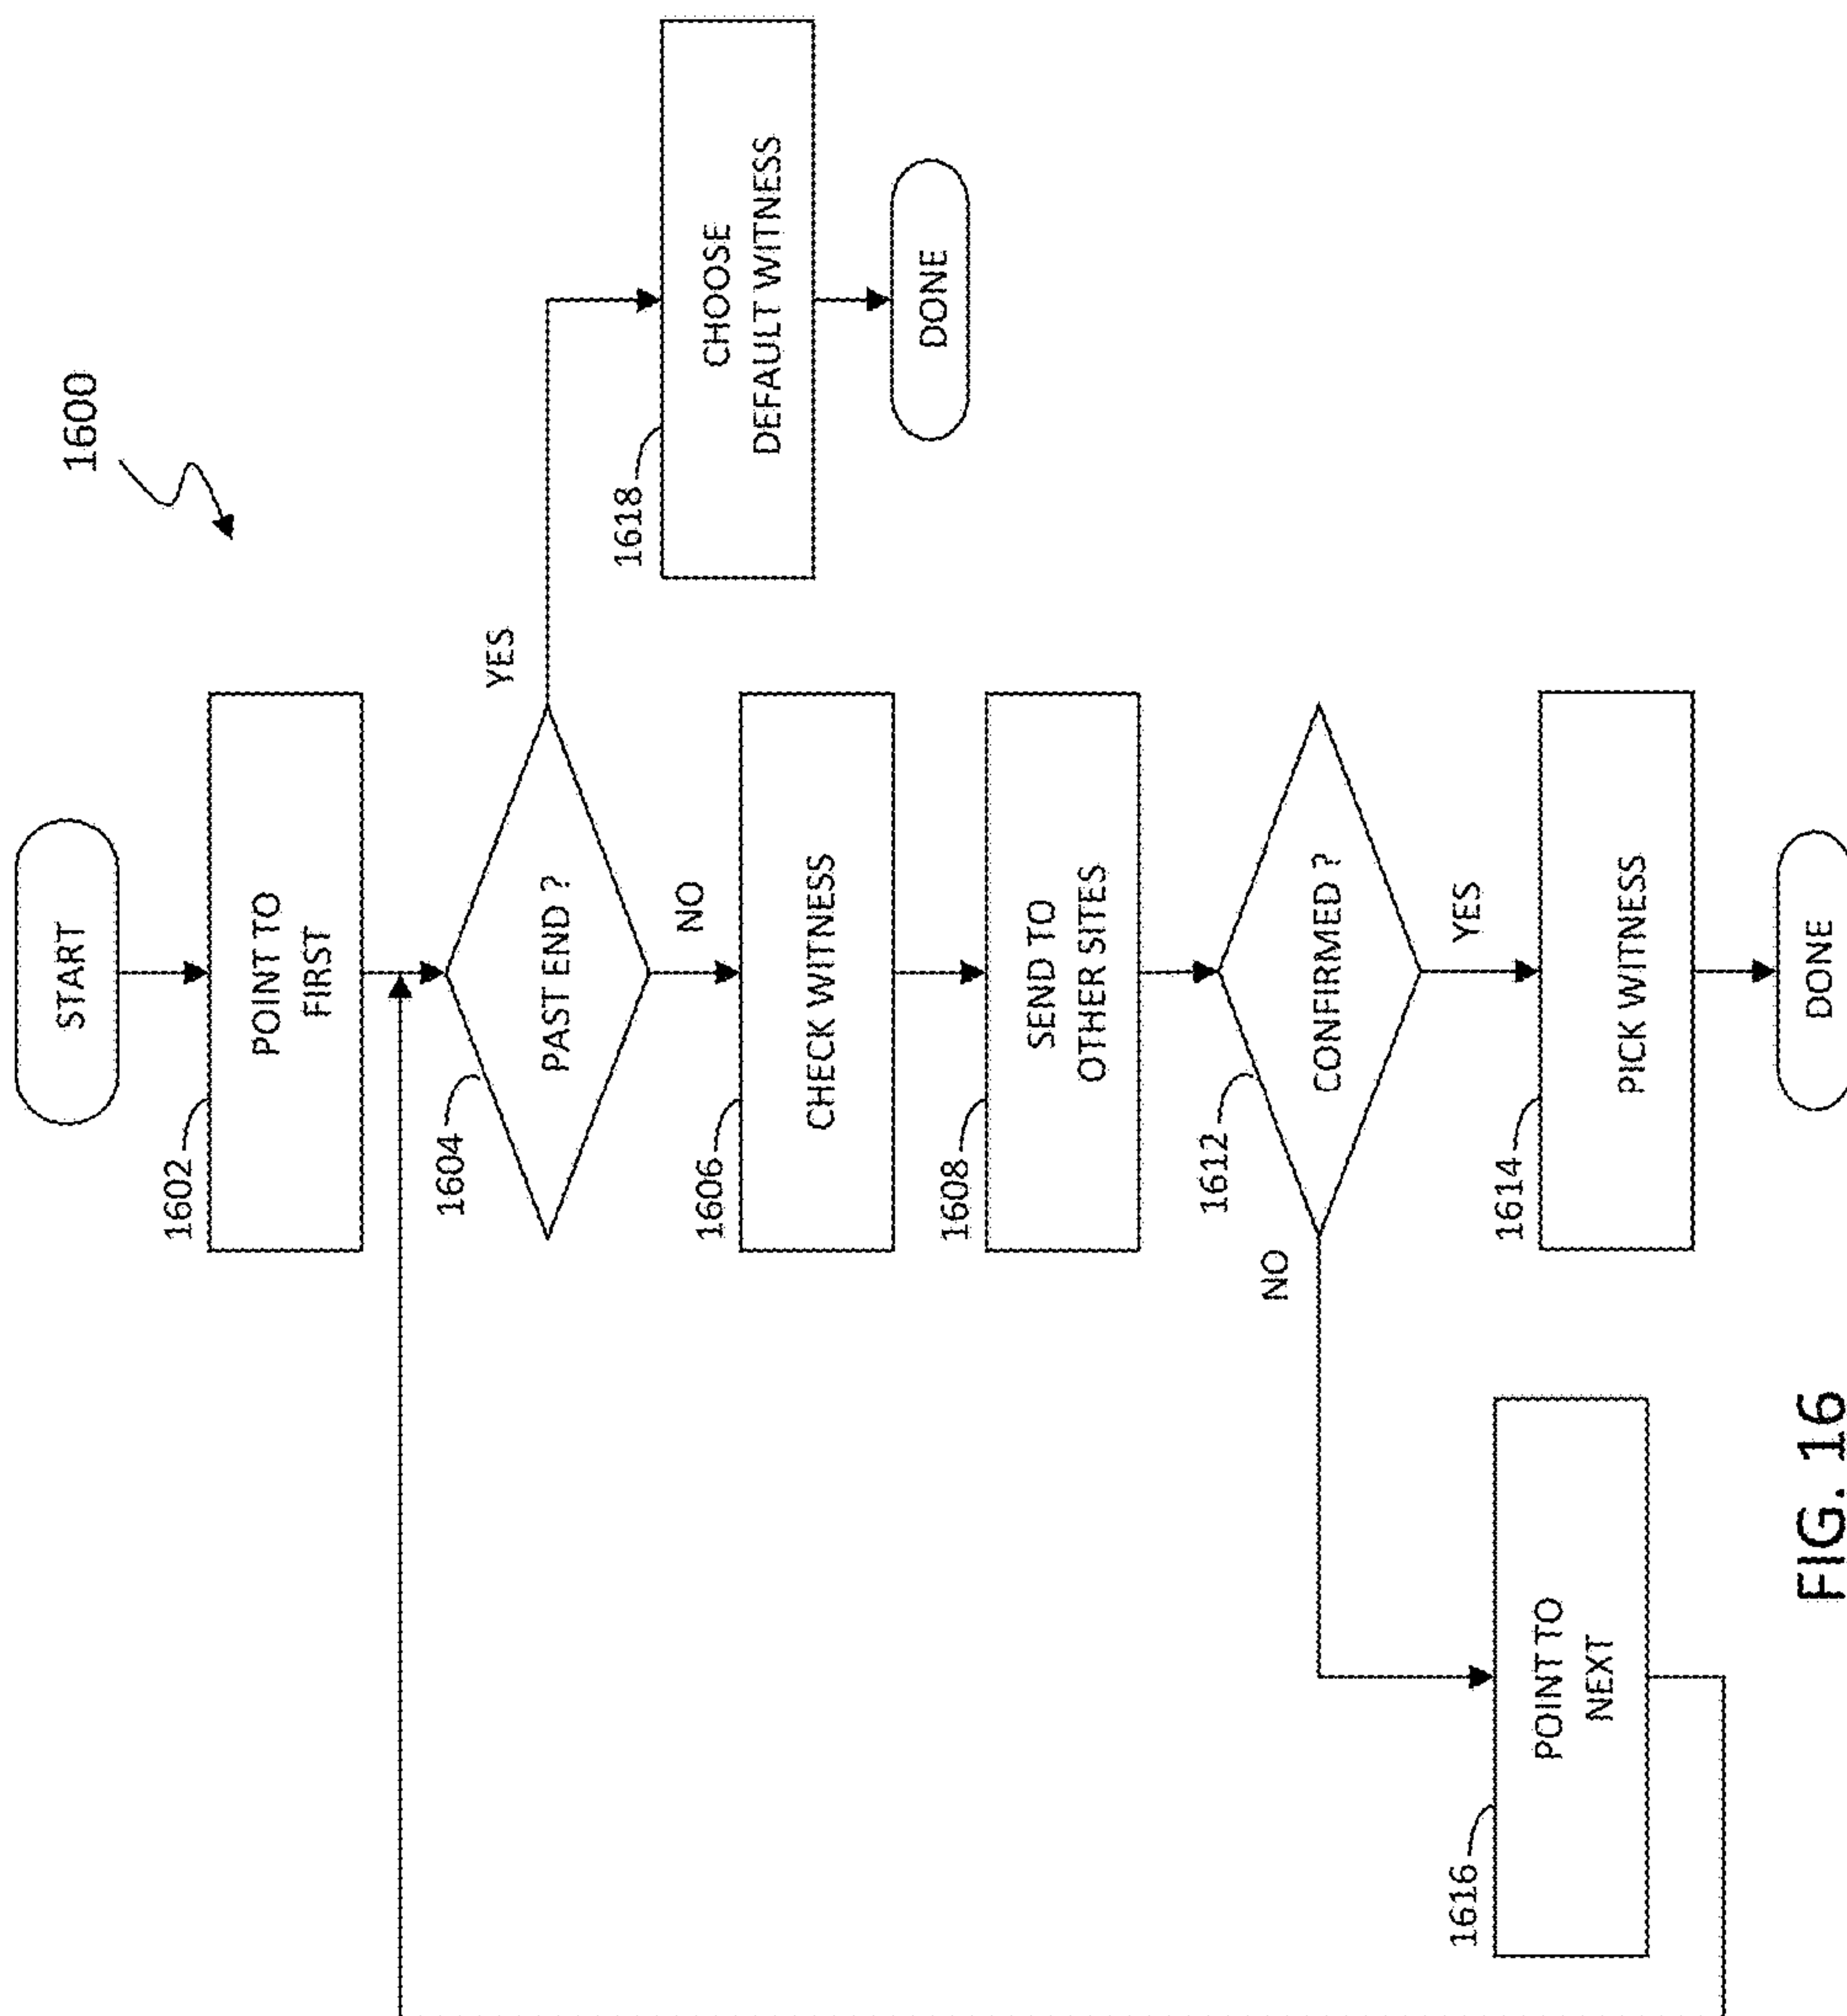 1600
START
1602
POINT TO
FIRST
1604
PAST END ?
YES
NO
1618
CHOOSE
DEFAULT WITNESS
DONE
1606
CHECK WITNESS
1608
SEND TO
OTHER SITES
1612
CONFIRMED ?
NO
YES
1616
POINT TO
NEXT
1614
PICK WITNESS
DONE
FIG. 16